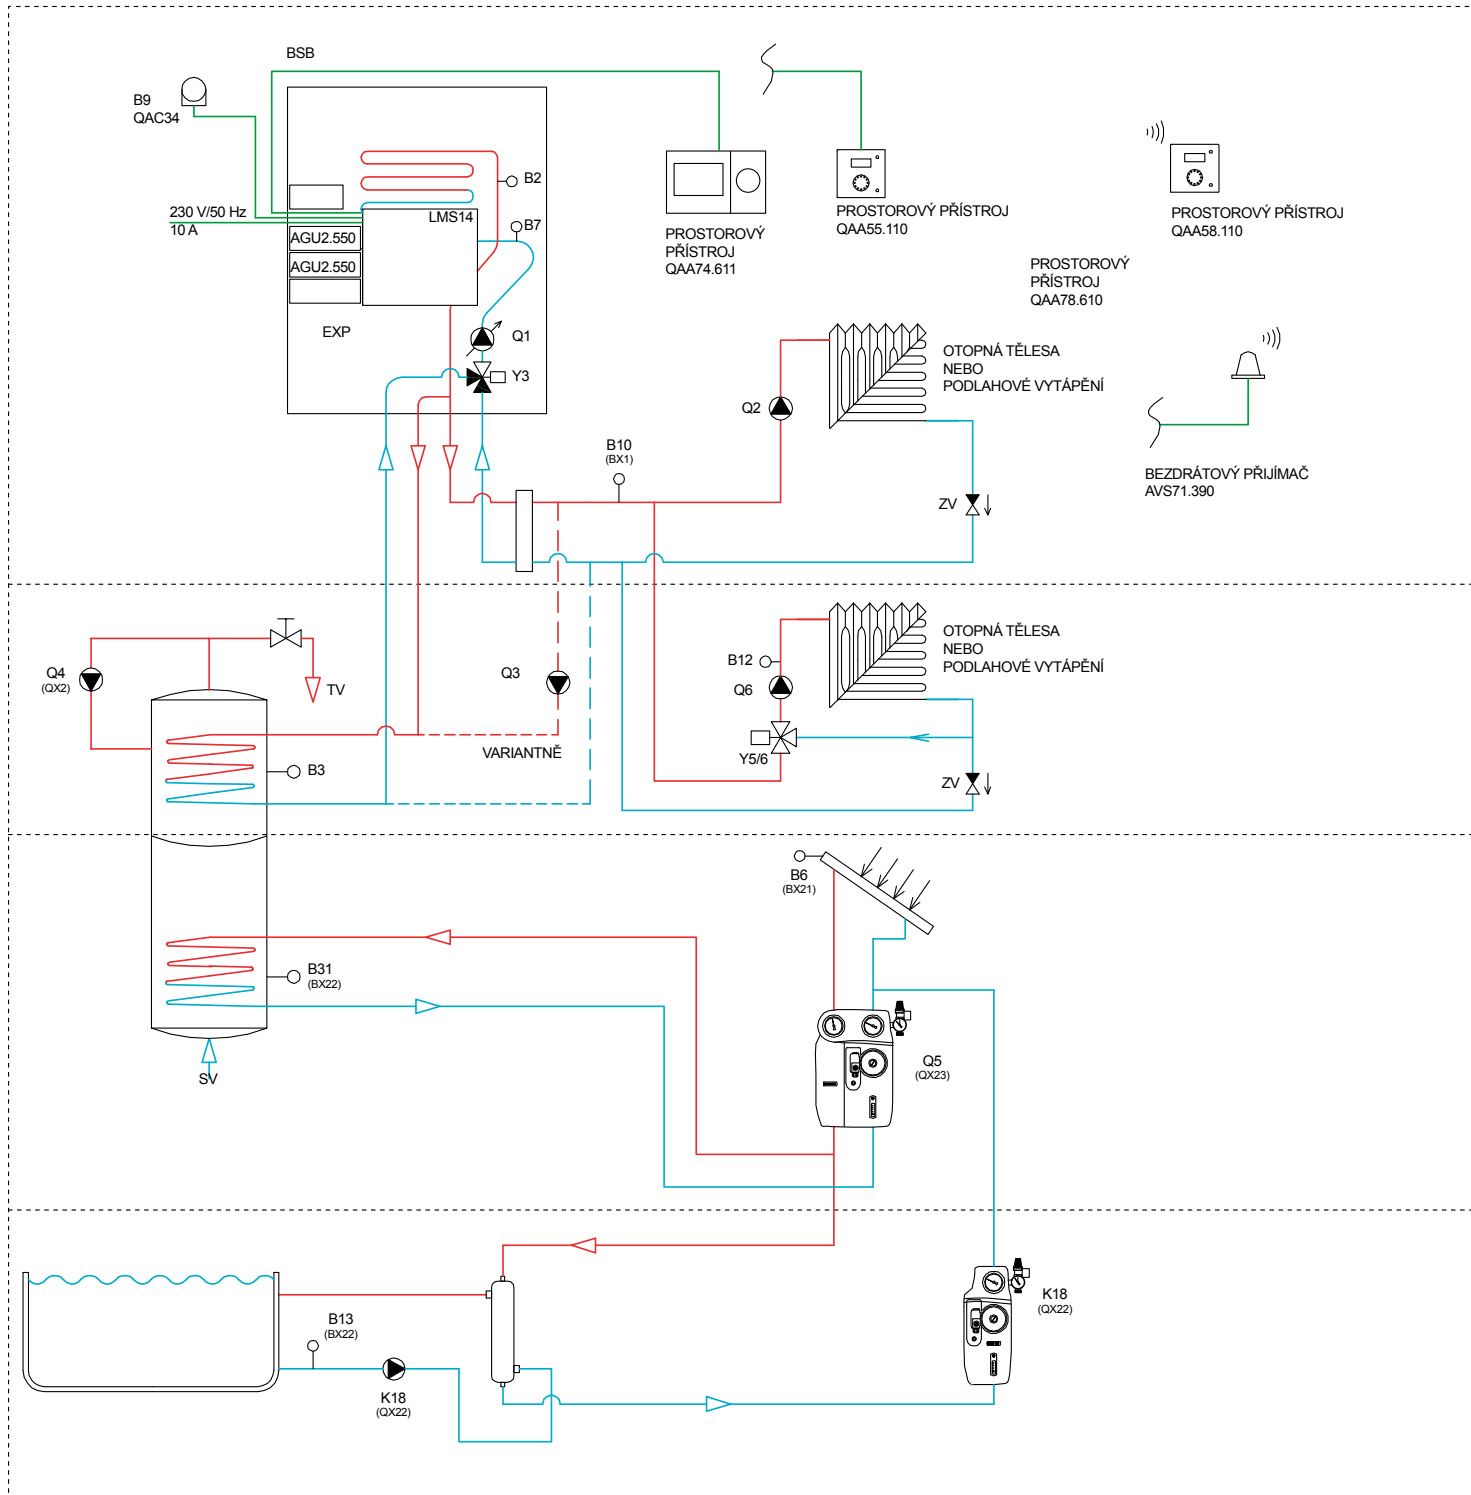 BSB
B9
QAC34
B2
230 V/50 Hz
10 A
LMS14
B7
AGU2.550
AGU2.550
EXP
Q1
Y3
PROSTOROVÝ
PŘÍSTROJ
QAA74.611
PROSTOROVÝ PŘÍSTROJ
QAA55.110
PROSTOROVÝ PŘÍSTROJ
QAA58.110
PROSTOROVÝ
PŘÍSTROJ
QAA78.610
OTOPNÁ TĚLESA
NEBO
PODLAHOVÉ VYTÁPĚNÍ
Q2
B10
(BX1)
ZV
BEZDRÁTOVÝ PŘIJÍMAČ
AVS71.390
Q4
(QX2)
TV
Q3
VARIANTNĚ
B3
B12
Q6
Y5/6
OTOPNÁ TĚLESA
NEBO
PODLAHOVÉ VYTÁPĚNÍ
ZV
B6
(BX21)
B31
(BX22)
SV
Q5
(QX23)
B13
(BX22)
K18
(QX22)
K18
(QX22)